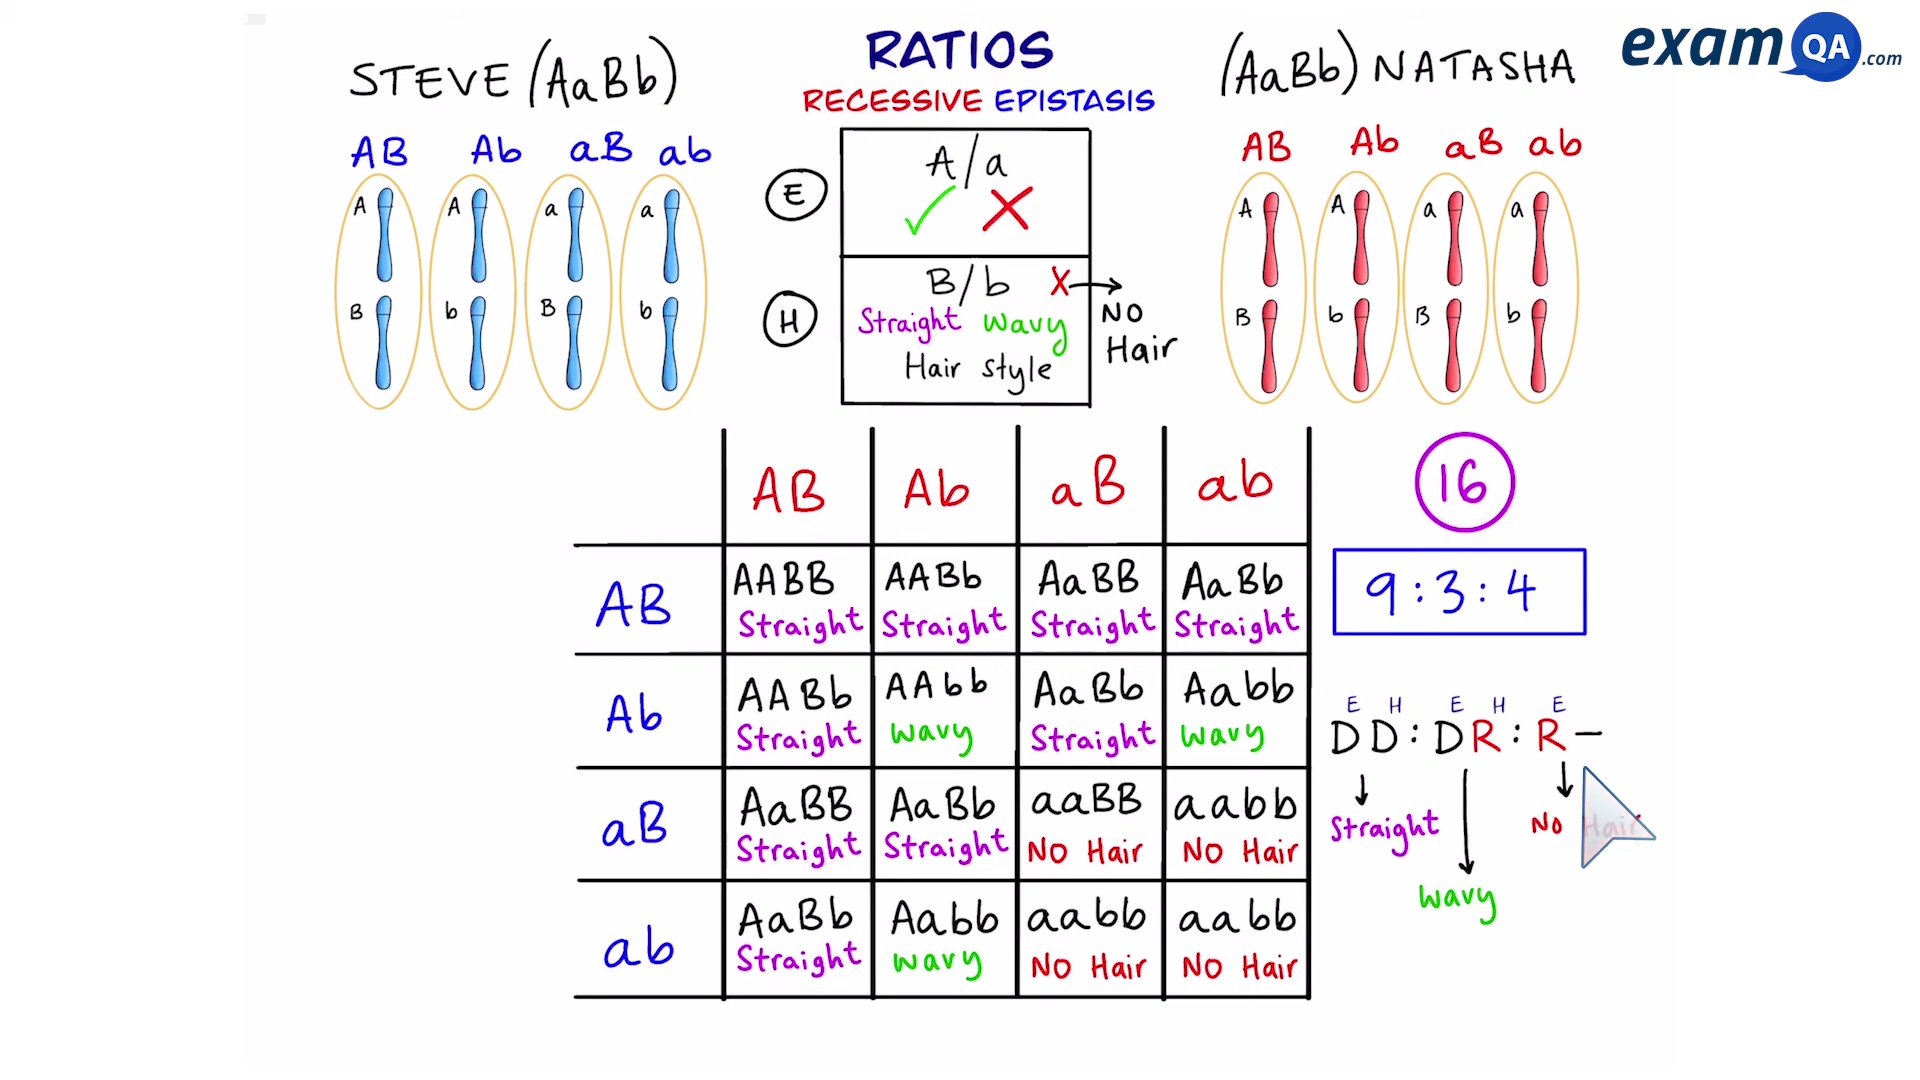 examQA.com
RATIOS
RECESSIVE EPISTASIS
STEVE (AaBb)
AB Ab aB ab
A A a a
B b B b
(AaBb) NATASHA
AB Ab aB ab
A A a a
B b B b
E
A/a
H
B/b X
Straight Wavy
Hair style
NO
Hair
AB Ab aB ab
AB
AABB AABb AaBB AaBb
Straight Straight Straight Straight
Ab
AABb AAbb AaBb Aabb
Straight Wavy Straight Wavy
aB
AaBB AaBb aaBB aabb
Straight Straight No Hair No Hair
ab
AaBb Aabb aabb aabb
Straight Wavy No Hair No Hair
16
9:3:4
E H E H E
DD : DR : R-
Straight
Wavy
No Hair